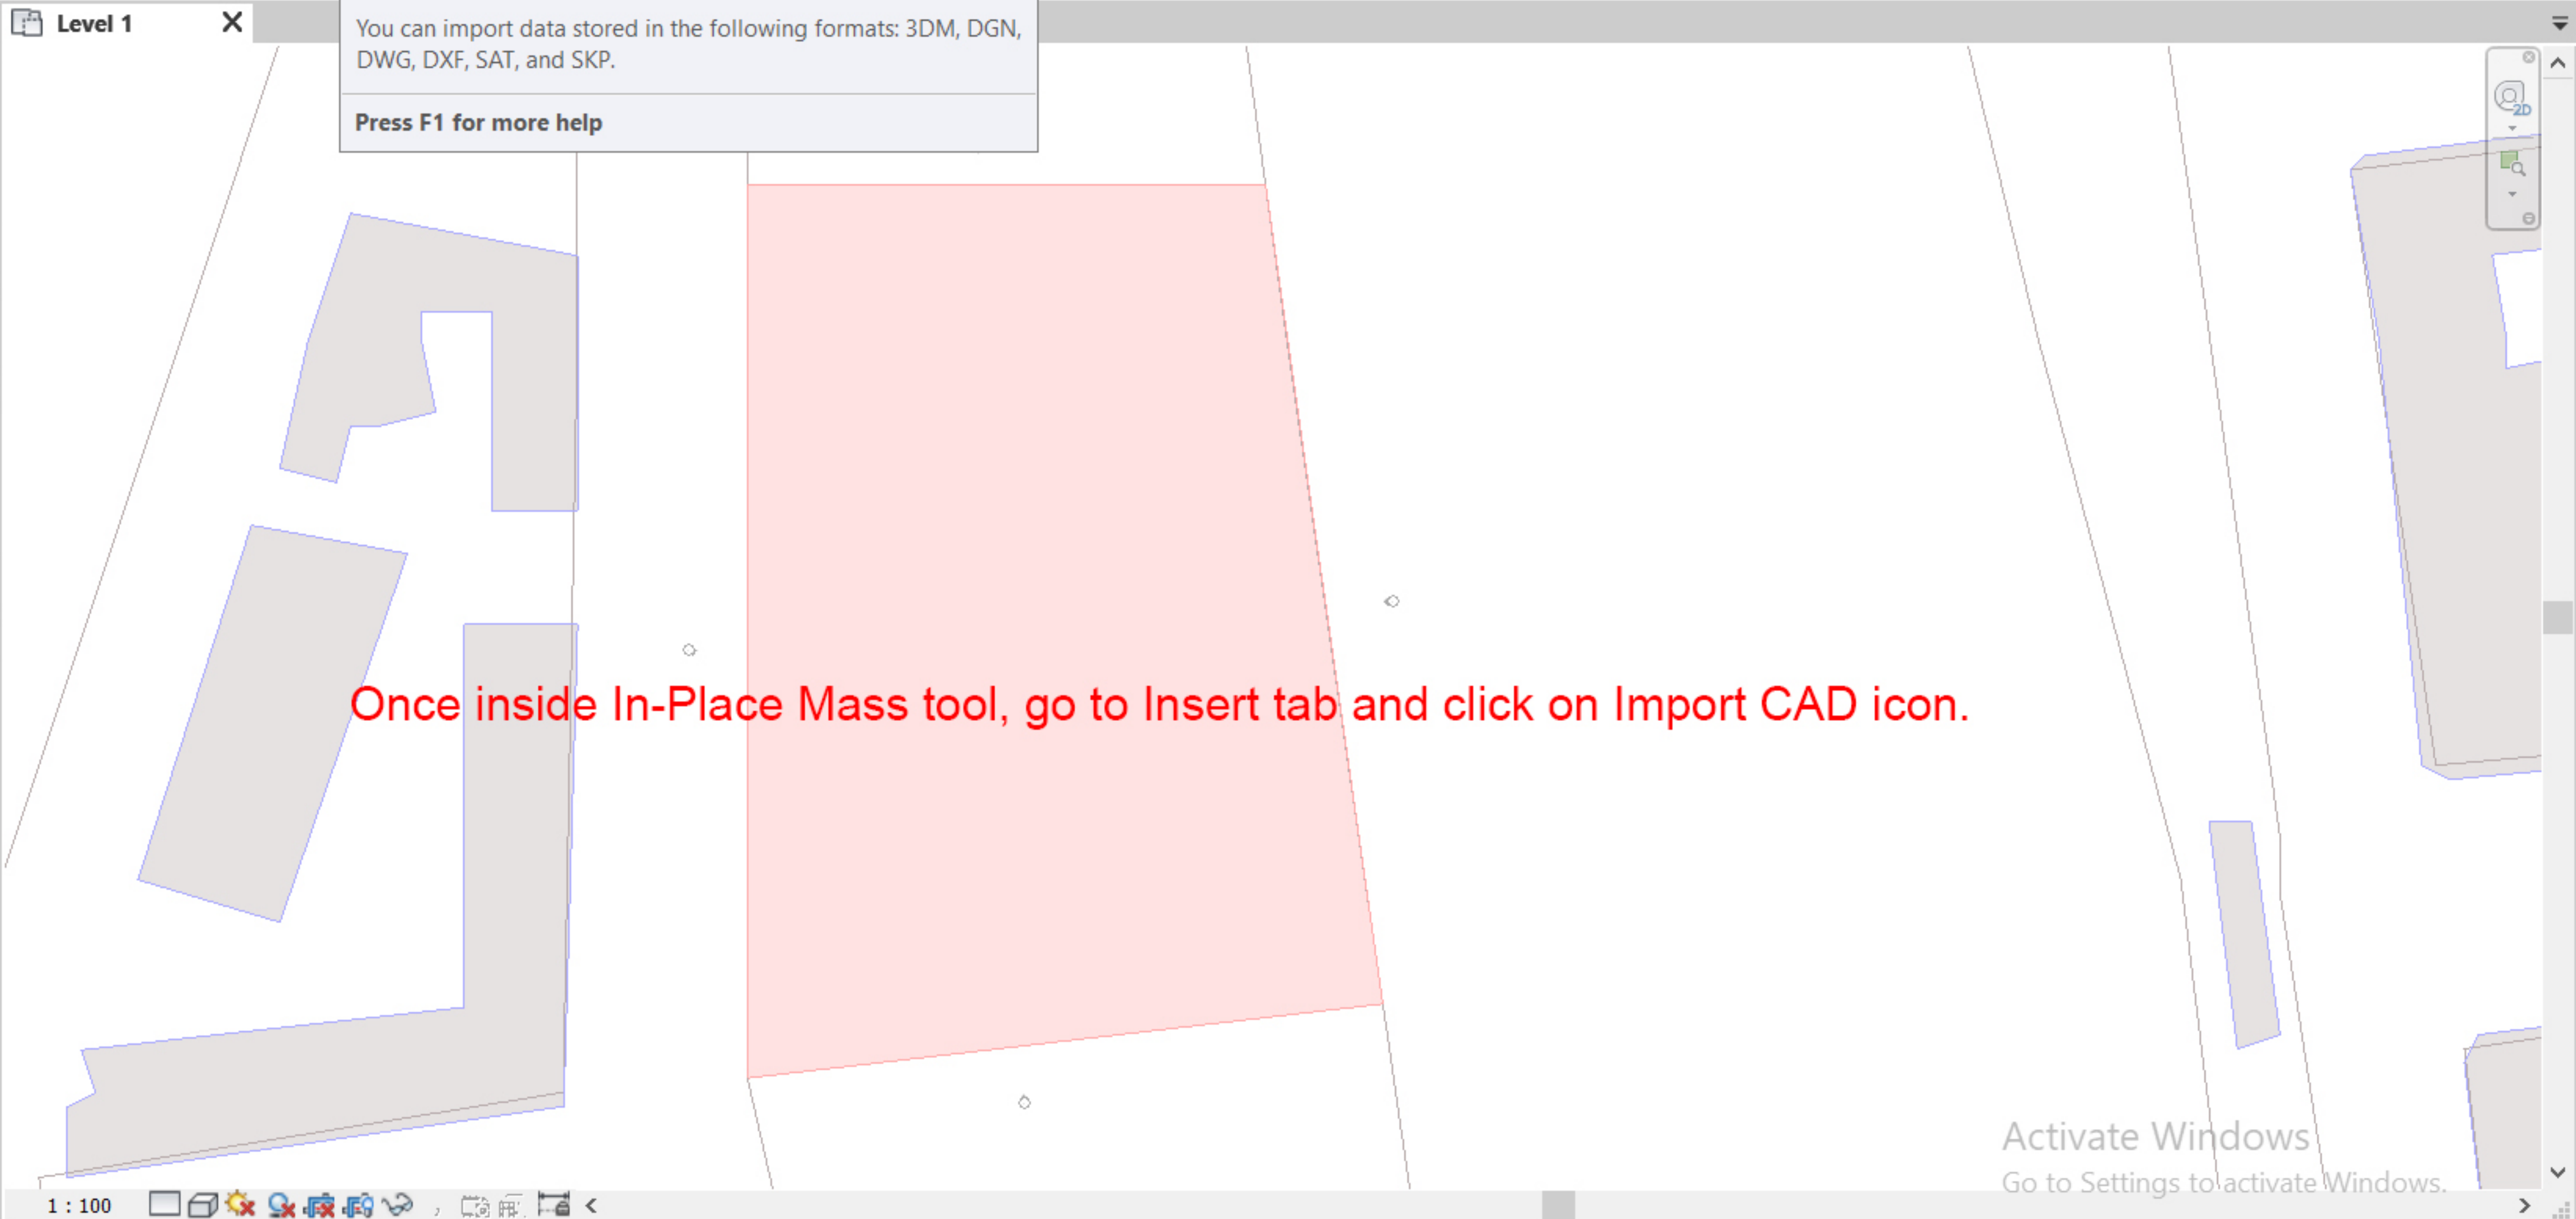 Level 1
You can import data stored in the following formats: 3DM, DGN,
DWG, DXF, SAT, and SKP.
Press F1 for more help
2D
Once inside In-Place Mass tool, go to Insert tab and click on Import CAD icon.
Activate Windows
Go to Settings to activate Windows.
1 : 100